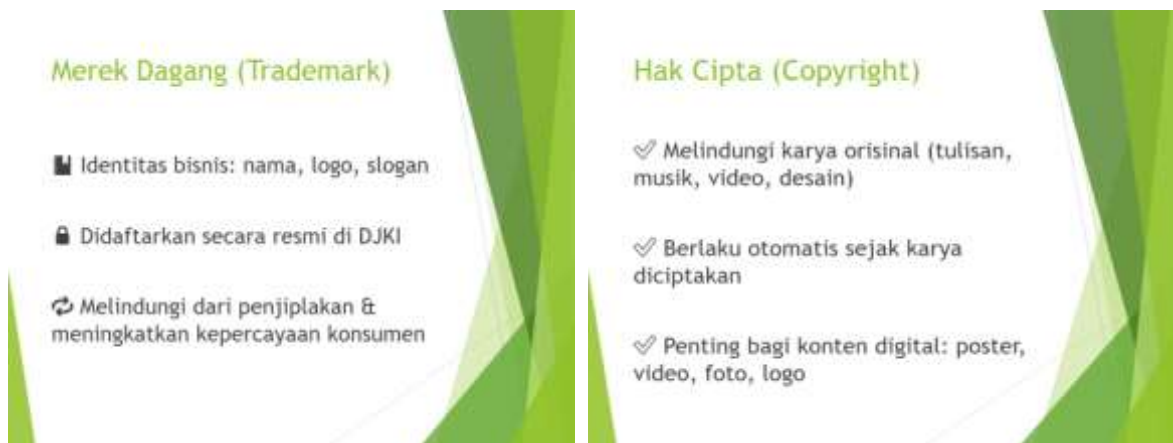 Merek Dagang (Trademark)
Identitas bisnis: nama, logo, slogan
Didaftarkan secara resmi di DJKI
Melindungi dari penjiplakan &
meningkatkan kepercayaan konsumen
Hak Cipta (Copyright)
Melindungi karya orisinal (tulisan,
musik, video, desain)
Berlaku otomatis sejak karya
diciptakan
Penting bagi konten digital: poster,
video, foto, logo